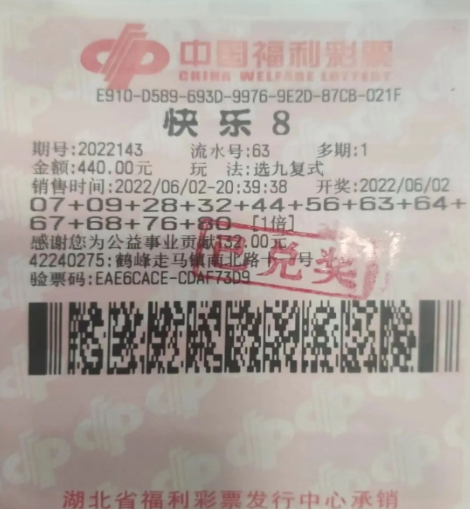 中国福利彩票
CHINA WELFARE LOTTERY
E910-D589-693D-9976-9E2D-87CB-021F
快乐8
期号:2022143 流水号:63 多期:1
金额:440.00元 玩 法:选九复式
销售时间:2022/06/02-20:39:38 开奖:2022/06/02
07+09+28+32+44+56+63+64+
67+68+76+80 [1倍]
感谢您为公益事业贡献132.00元
42240275:鹤峰走马镇南北路十 号
验票码:EAE6CACE-CDAF73D9
兑奖
湖北省福利彩票发行中心承销